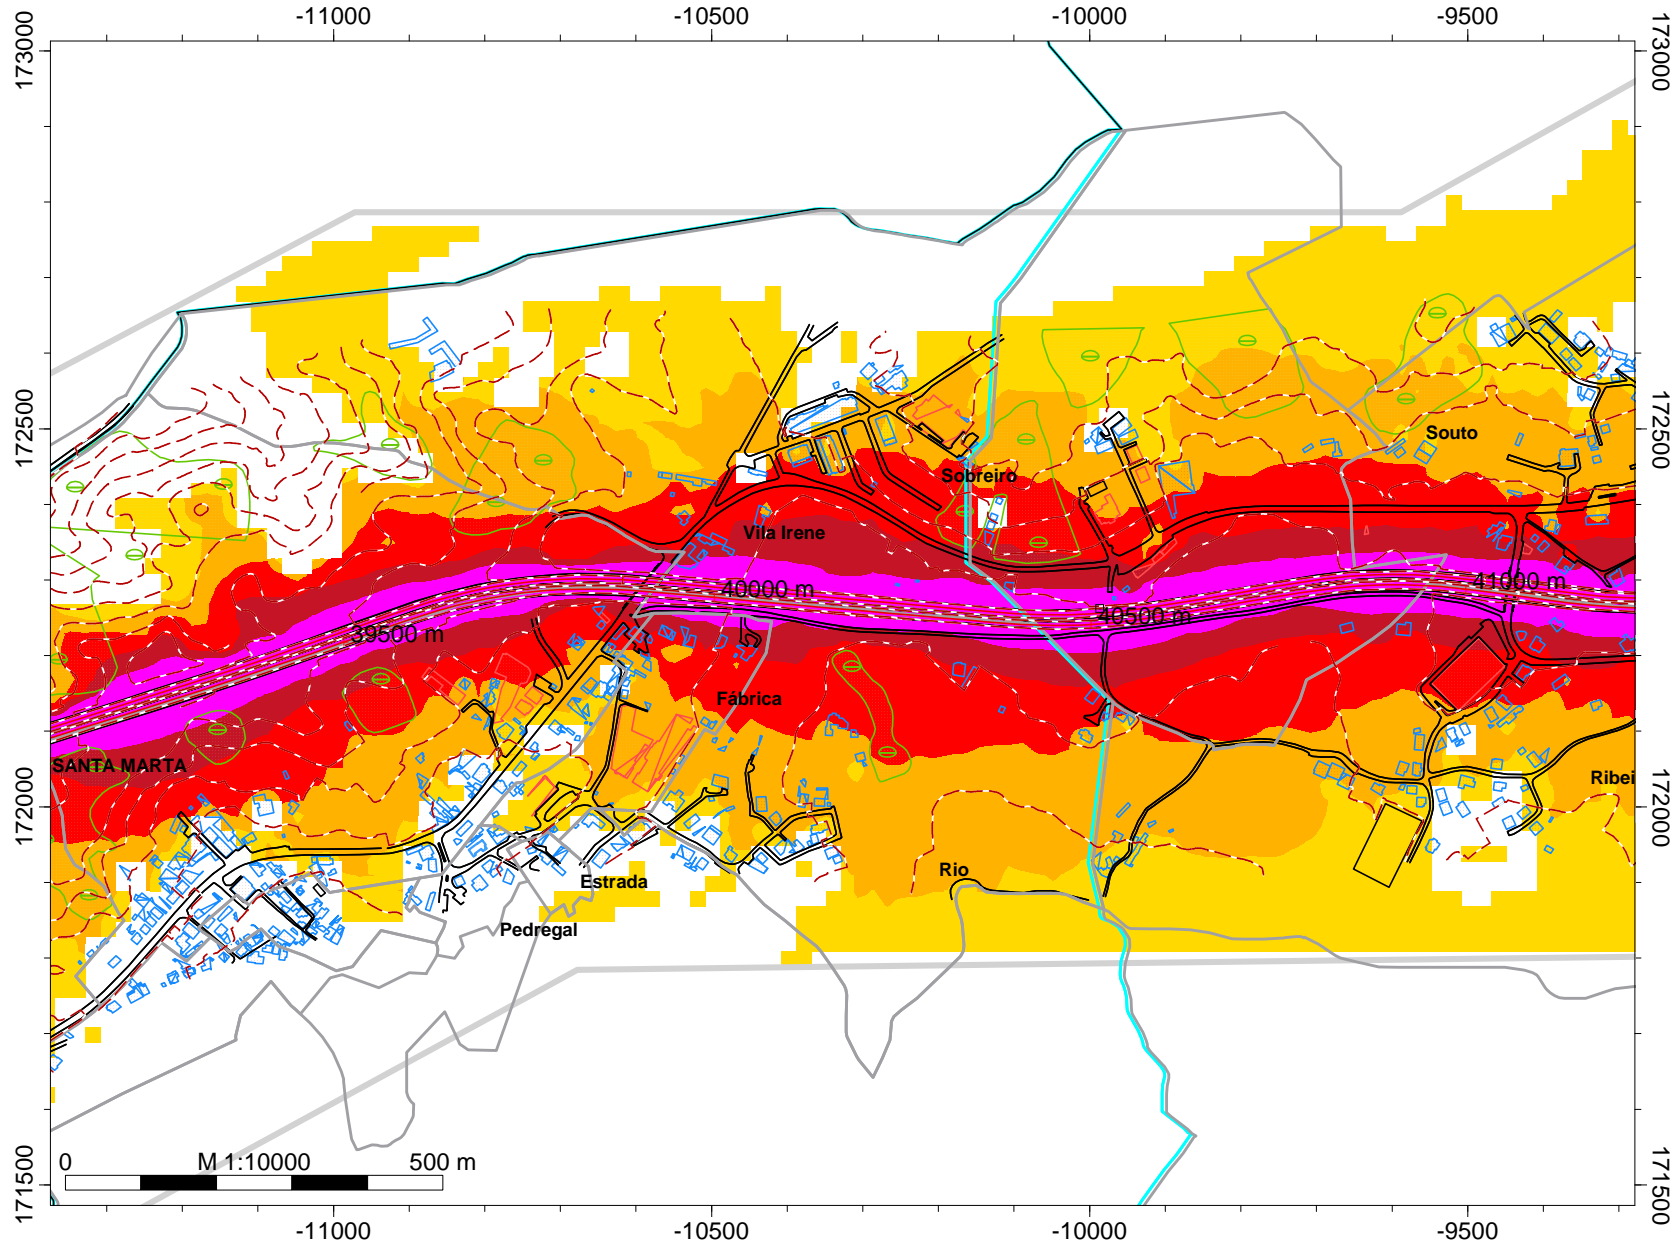 -11000 -10500 -10000 -9500
173000 173000
172500 172500
Souto
Sobreiro
Vila Irene
41000 m
40000 m
40500 m
39500 m
Fábrica
SANTA MARTA
Ribei
172000 172000
Rio
Estrada
Pedregal
0 M 1:10000 500 m
171500 171500
-11000 -10500 -10000 -9500